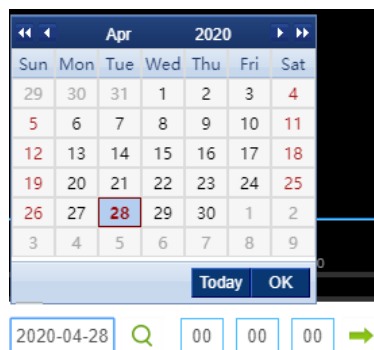 Apr 2020
Sun Mon Tue Wed Thu Fri Sat
29 30 31 1 2 3 4
5 6 7 8 9 10 11
12 13 14 15 16 17 18
19 20 21 22 23 24 25
26 27 28 29 30 1 2
3 4 5 6 7 8 9
0
Today OK
2020-04-28 00 00 00